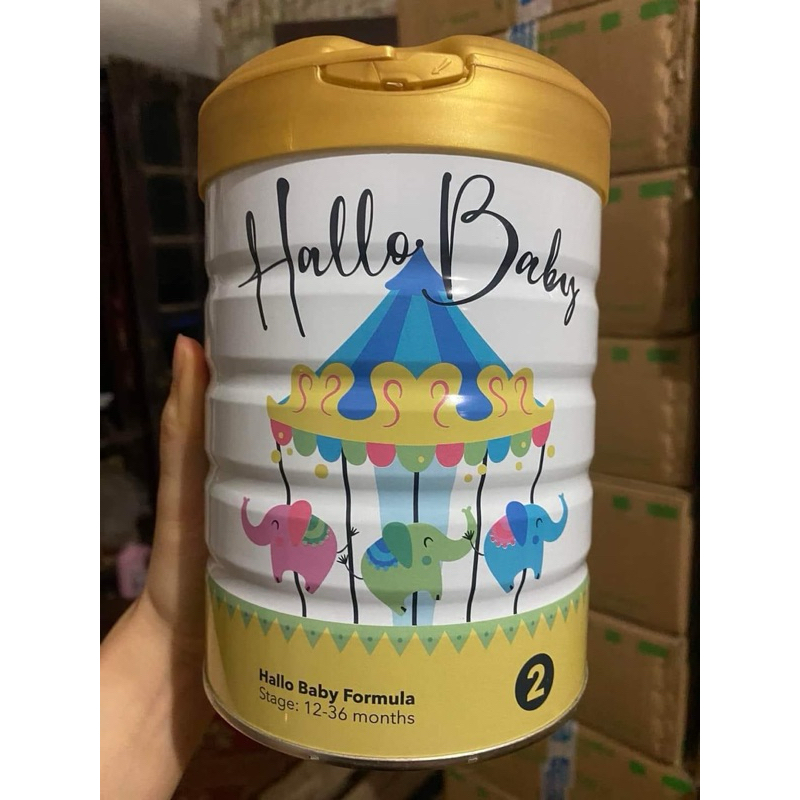 Hallo Baby
Hallo Baby Formula
Stage: 12-36 months
2